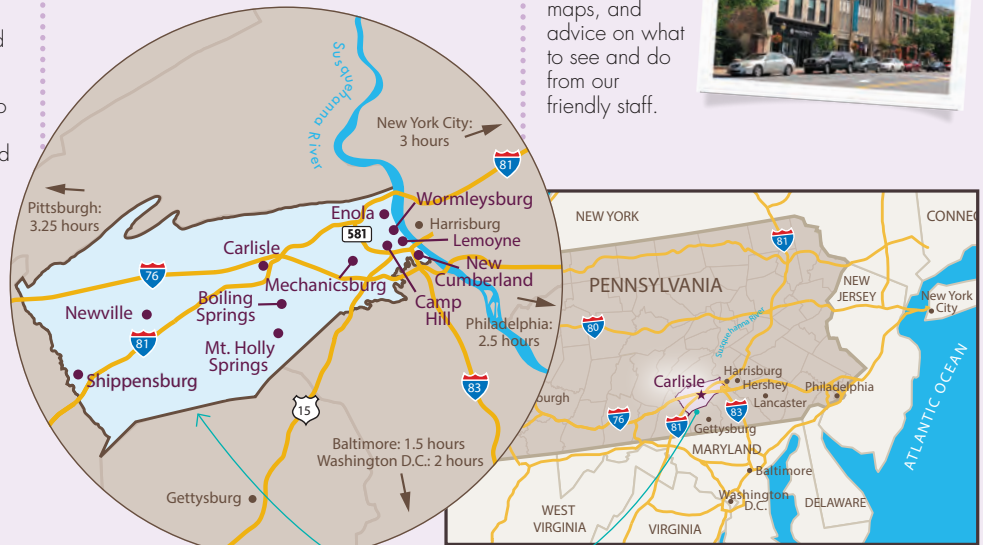 maps, and
advice on what
to see and do
from our
friendly staff.
Susquehanna River
New York City:
3 hours
81
Pittsburgh:
3.25 hours
Wormleysburg
Enola
Harrisburg
581
Lemoyne
Carlisle
New
Cumberland
76
Mechanicsburg
Camp
Hill
Boiling
Springs
Newville
81
Philadelphia:
2.5 hours
Mt. Holly
Springs
Shippensburg
83
15
Baltimore: 1.5 hours
Washington D.C.: 2 hours
Gettysburg
NEW YORK
CONNEC
81
PENNSYLVANIA
NEW
JERSEY
New York
City
80
Susquehanna River
Harrisburg
Carlisle
Hershey
Philadelphia
Lancaster
burgh
76
81
83
Gettysburg
MARYLAND
Baltimore
Washington
D.C.
DELAWARE
WEST
VIRGINIA
VIRGINIA
ATLANTIC OCEAN